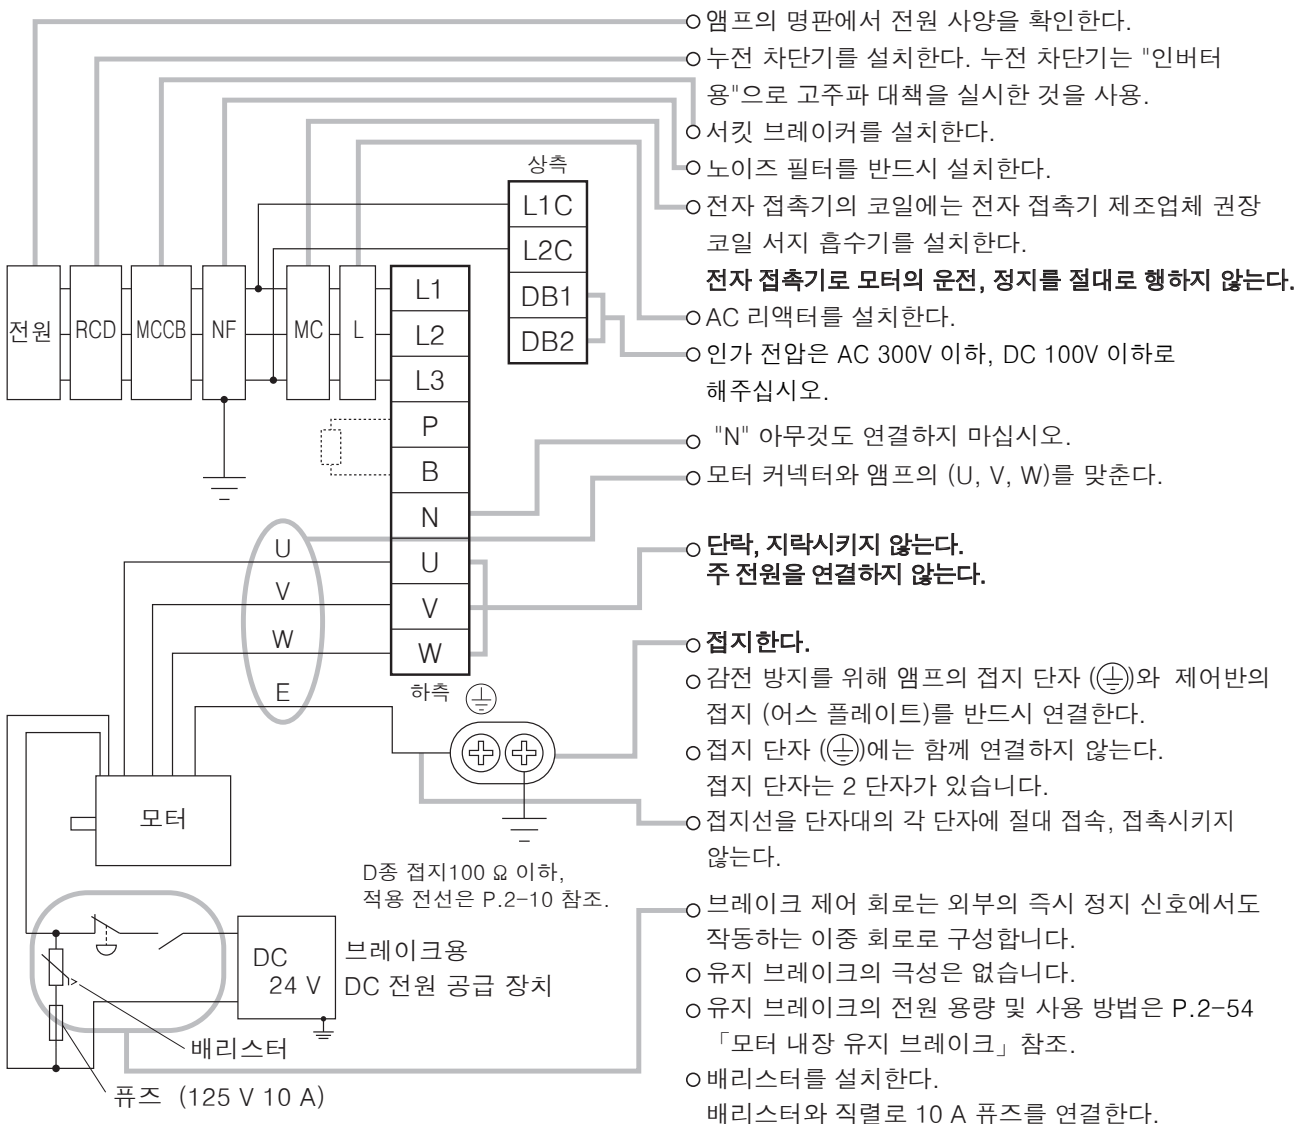 앰프의 명판에서 전원 사양을 확인한다.
누전 차단기를 설치한다. 누전 차단기는 "인버터
용"으로 고주파 대책을 실시한 것을 사용.
서킷 브레이커를 설치한다.
노이즈 필터를 반드시 설치한다.
전자 접촉기의 코일에는 전자 접촉기 제조업체 권장
코일 서지 흡수기를 설치한다.
전자 접촉기로 모터의 운전, 정지를 절대로 행하지 않는다.
AC 리액터를 설치한다.
인가 전압은 AC 300V 이하, DC 100V 이하로
해주십시오.
"N" 아무것도 연결하지 마십시오.
모터 커넥터와 앰프의 (U, V, W)를 맞춘다.
단락, 지락시키지 않는다.
주 전원을 연결하지 않는다.
접지한다.
감전 방지를 위해 앰프의 접지 단자 (⏚)와 제어반의
접지 (어스 플레이트)를 반드시 연결한다.
접지 단자 (⏚)에는 함께 연결하지 않는다.
접지 단자는 2 단자가 있습니다.
접지선을 단자대의 각 단자에 절대 접속, 접촉시키지
않는다.
브레이크 제어 회로는 외부의 즉시 정지 신호에서도
작동하는 이중 회로로 구성합니다.
유지 브레이크의 극성은 없습니다.
유지 브레이크의 전원 용량 및 사용 방법은 P.2-54
「모터 내장 유지 브레이크」참조.
배리스터를 설치한다.
배리스터와 직렬로 10 A 퓨즈를 연결한다.
상측
L1C
L2C
DB1
DB2
전원
RCD
MCCB
NF
MC
L
L1
L2
L3
P
B
N
U
V
W
하측
U
V
W
E
모터
D종 접지100 Ω 이하,
적용 전선은 P.2-10 참조.
DC
24 V
브레이크용
DC 전원 공급 장치
배리스터
퓨즈 (125 V 10 A)